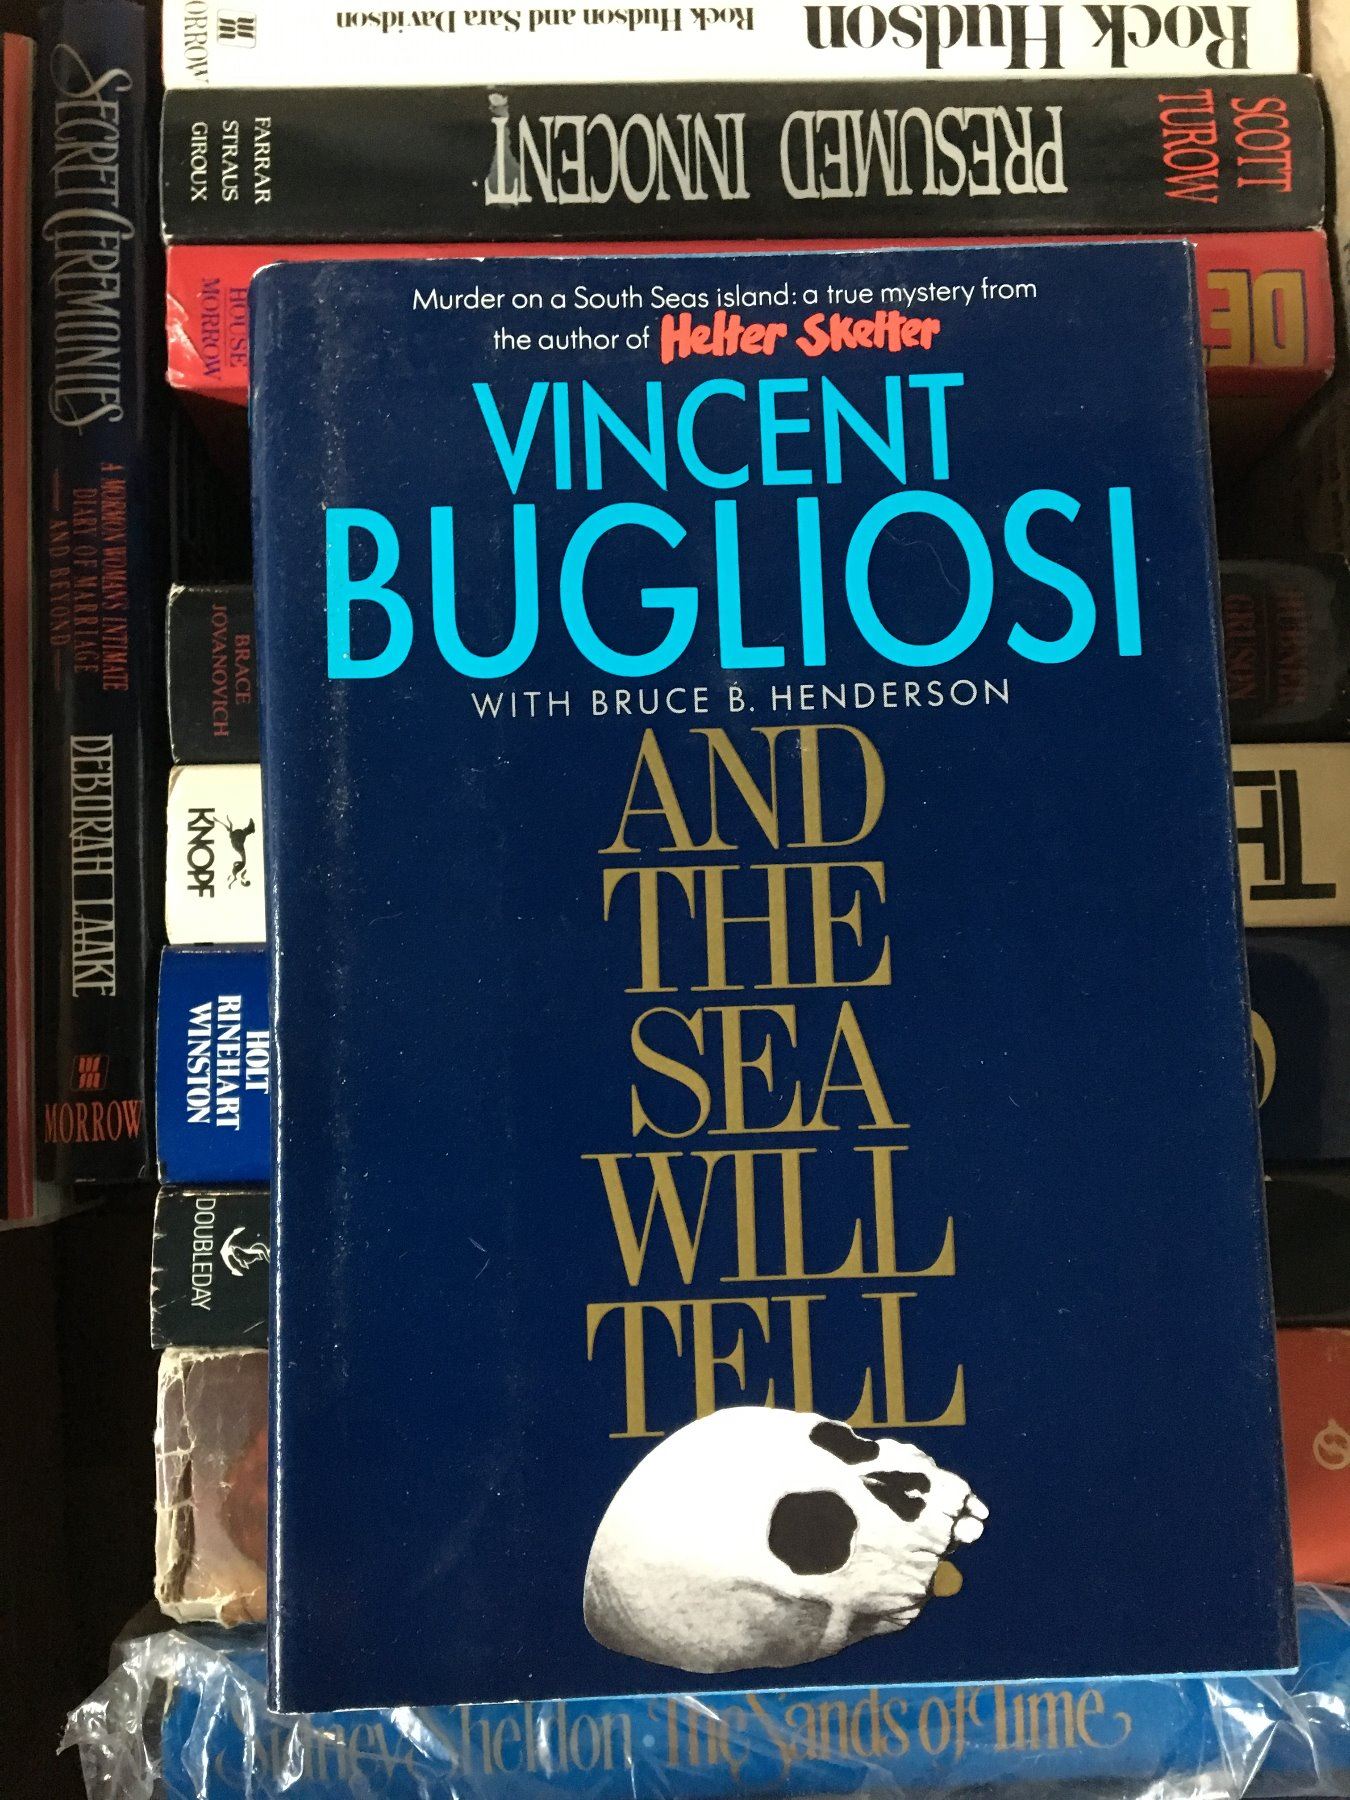 Rock Hudson
Rock Hudson and Sara Davidson
SCOTT
TUROW
PRESUMED INNOCENT
FARRAR
STRAUS
GIROUX
HOUSE
MORROW
DE
SECRET CEREMONIES
A MORMON WOMAN'S INTIMATE
DIARY OF MARRIAGE
AND BEYOND
DEBORAH LAAKE
MORROW
Murder on a South Seas island: a true mystery from
the author of Helter Skelter
VINCENT
BUGLIOSI
WITH BRUCE B. HENDERSON
AND
THE
SEA
WILL
TELL
BRACE
JOVANOVICH
KNOPF
HOLT
RINEHART
WINSTON
DOUBLEDAY
Sidney Sheldon · The Sands of Time